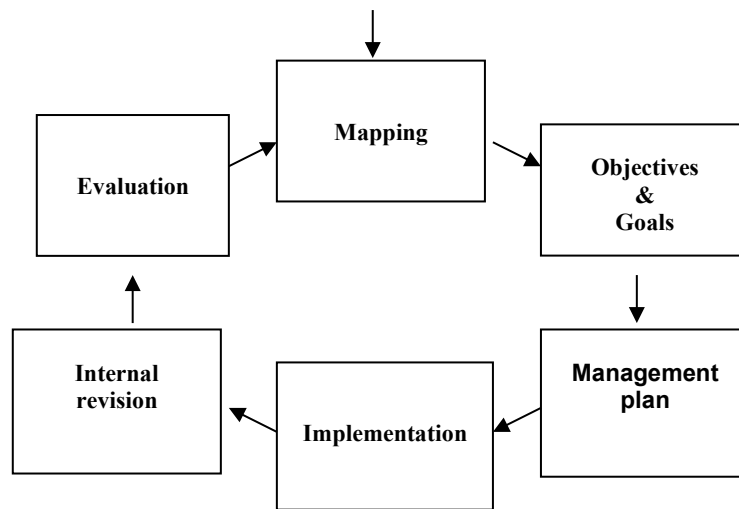 Mapping
Objectives
&
Goals
Management
plan
Implementation
Internal
revision
Evaluation